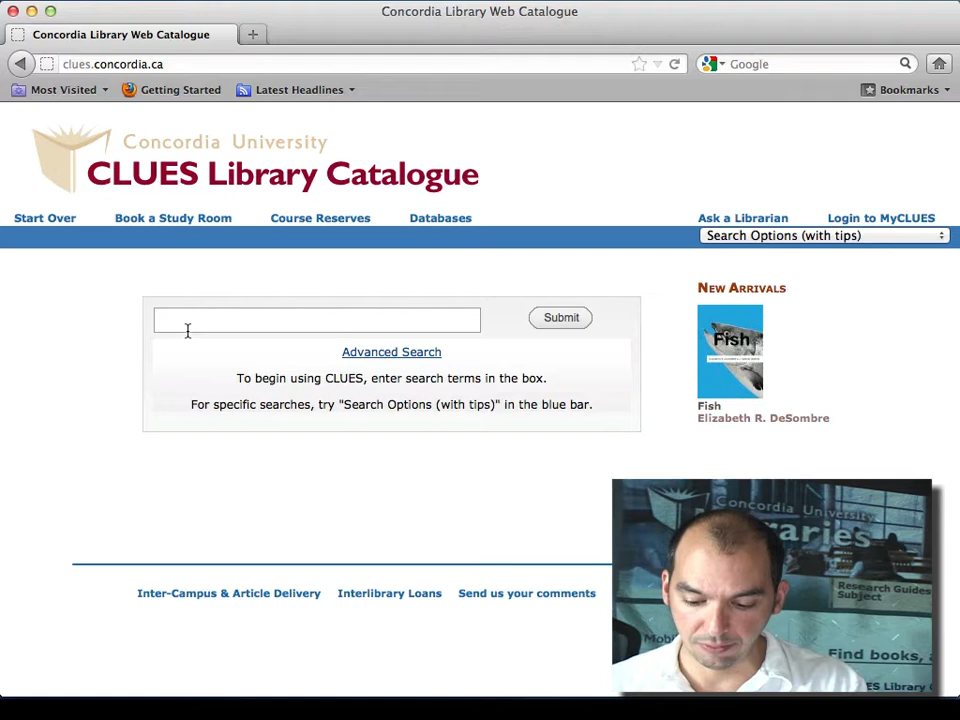 Concordia Library Web Catalogue
Concordia Library Web Catalogue
clues.concordia.ca
Google
Most Visited
Getting Started
Latest Headlines
Bookmarks
Concordia University
CLUES Library Catalogue
Start Over
Book a Study Room
Course Reserves
Databases
Ask a Librarian
Login to MyCLUES
Search Options (with tips)
NEW ARRIVALS
Submit
Fish
Advanced Search
To begin using CLUES, enter search terms in the box.
For specific searches, try "Search Options (with tips)" in the blue bar.
Fish
Elizabeth R. DeSombre
Concordia University
raries
Research Guides
Subject
Mobi
Find books, a
ES Library C
Inter-Campus & Article Delivery
Interlibrary Loans
Send us your comments